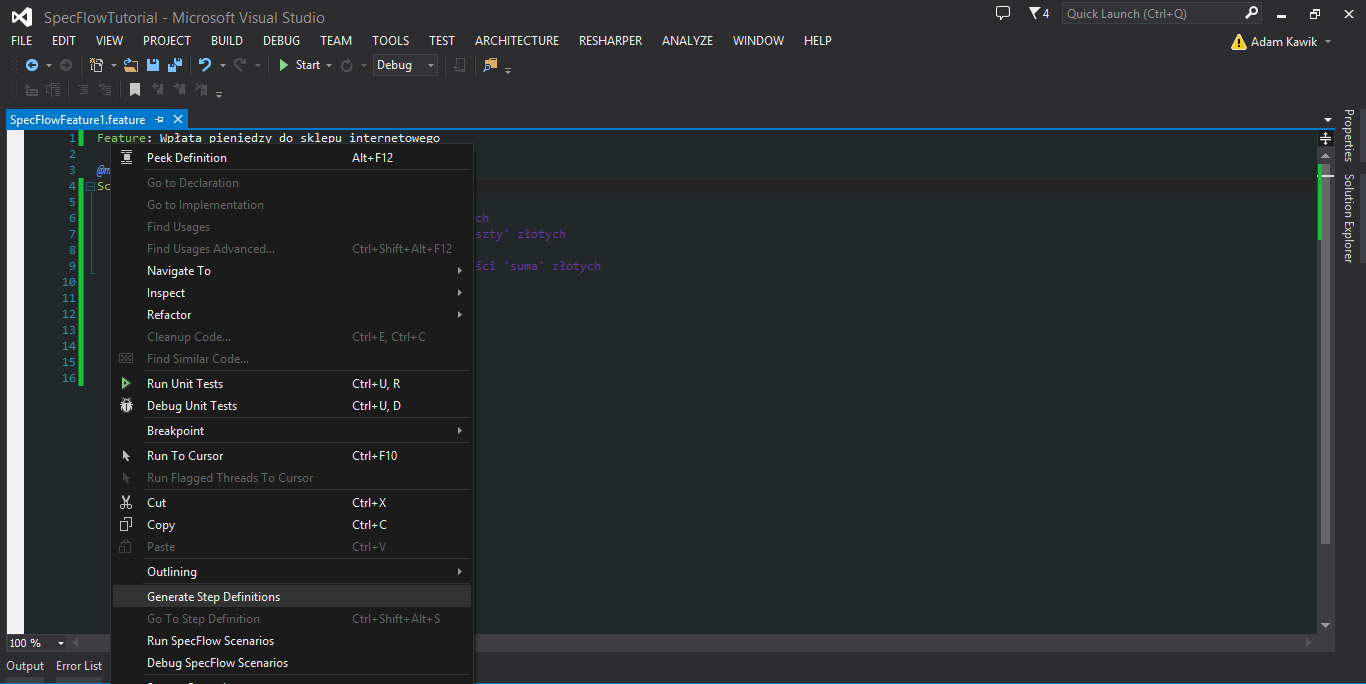 SpecFlowTutorial - Microsoft Visual Studio
4
Quick Launch (Ctrl+Q)
FILE EDIT VIEW PROJECT BUILD DEBUG TEAM TOOLS TEST ARCHITECTURE RESHARPER ANALYZE WINDOW HELP
Adam Kawik
Start Debug
SpecFlowFeature1.feature
1 Feature: Wpłata pieniędzy do sklepu internetowego
2
3 @m
4 Sc
5
6 ch
7 szty' złotych
8
9 ści 'suma' złotych
10
11
12
13
14
15
16
Peek Definition Alt+F12
Go to Declaration
Go to Implementation
Find Usages
Find Usages Advanced... Ctrl+Shift+Alt+F12
Navigate To
Inspect
Refactor
Cleanup Code... Ctrl+E, Ctrl+C
Find Similar Code...
Run Unit Tests Ctrl+U, R
Debug Unit Tests Ctrl+U, D
Breakpoint
Run To Cursor Ctrl+F10
Run Flagged Threads To Cursor
Cut Ctrl+X
Copy Ctrl+C
Paste Ctrl+V
Outlining
Generate Step Definitions
Go To Step Definition Ctrl+Shift+Alt+S
Run SpecFlow Scenarios
Debug SpecFlow Scenarios
100 %
Output Error List
Properties
Solution Explorer